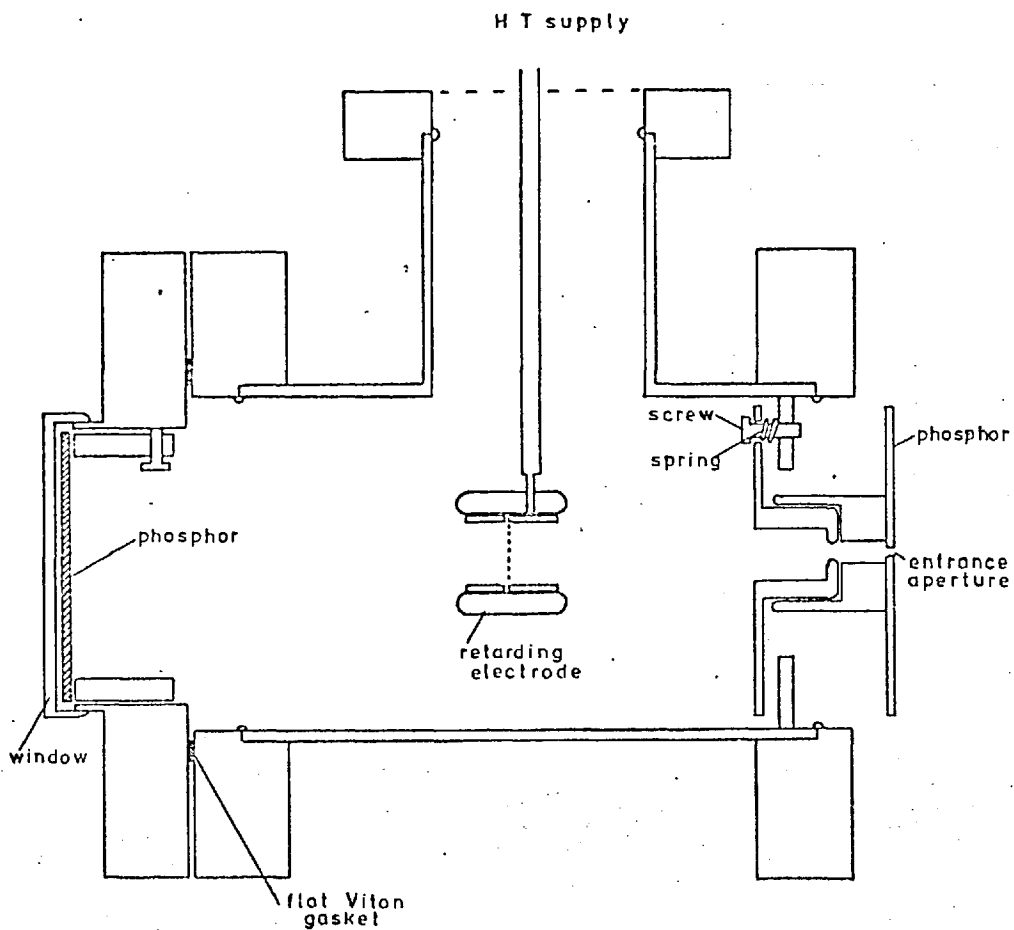 H T supply
screw
spring
phosphor
phosphor
entrance
aperture
retarding
electrode
window
flat Viton
gasket